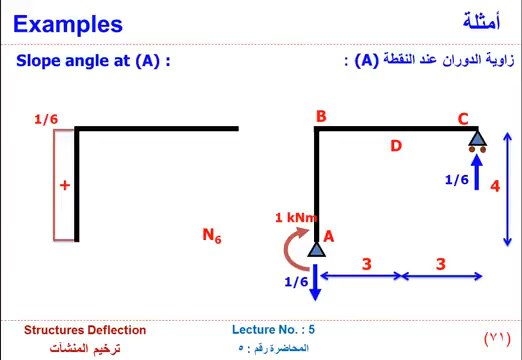 Examples
أمثلة
Slope angle at (A) :
زاوية الدوران عند النقطة (A) :
1/6
+
N6
B
C
D
1/6
4
1 kNm
A
3
3
1/6
Structures Deflection
ترخيم المنشآت
Lecture No. : 5
المحاضرة رقم : ٥
(٧١)